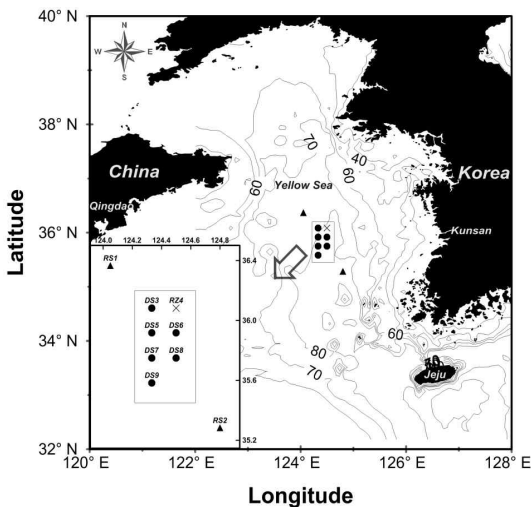 N
W E
S
40° N
38° N
36° N
34° N
32° N
Latitude
China
Qingdao
Yellow Sea
Korea
Kunsan
Jeju
70
40
60
60
60
80
70
124.0 124.2 124.4 124.6 124.8
RS1
36.4
DS3 RZ4
36.0
DS5 DS6
DS7 DS8
35.6
DS9
RS2
35.2
120° E 122° E 124° E 126° E 128° E
Longitude